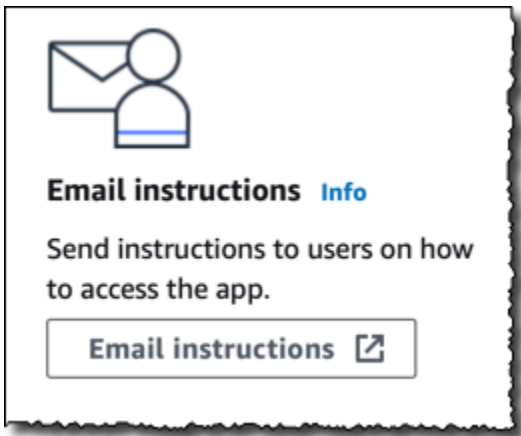 Email instructions Info
Send instructions to users on how
to access the app.
Email instructions